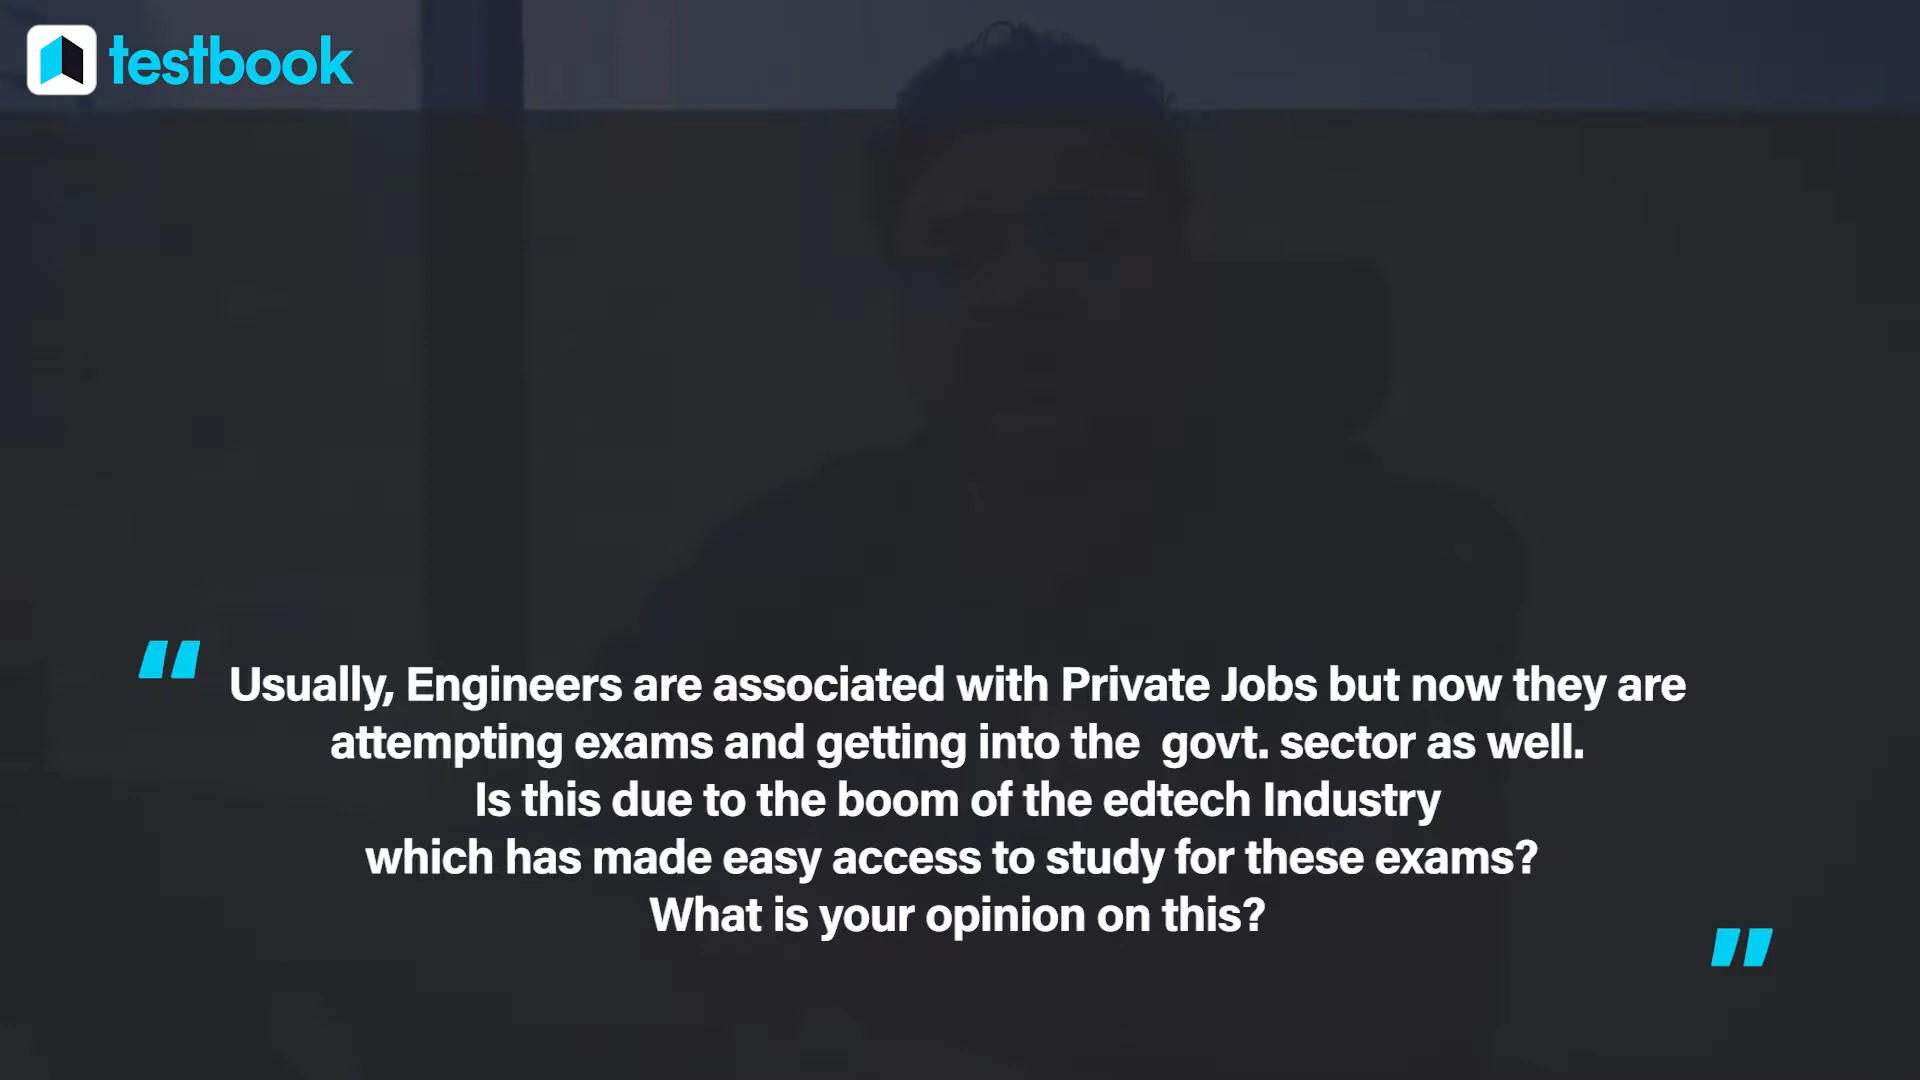 testbook
“ Usually, Engineers are associated with Private Jobs but now they are
attempting exams and getting into the govt. sector as well.
Is this due to the boom of the edtech Industry
which has made easy access to study for these exams?
What is your opinion on this? ”